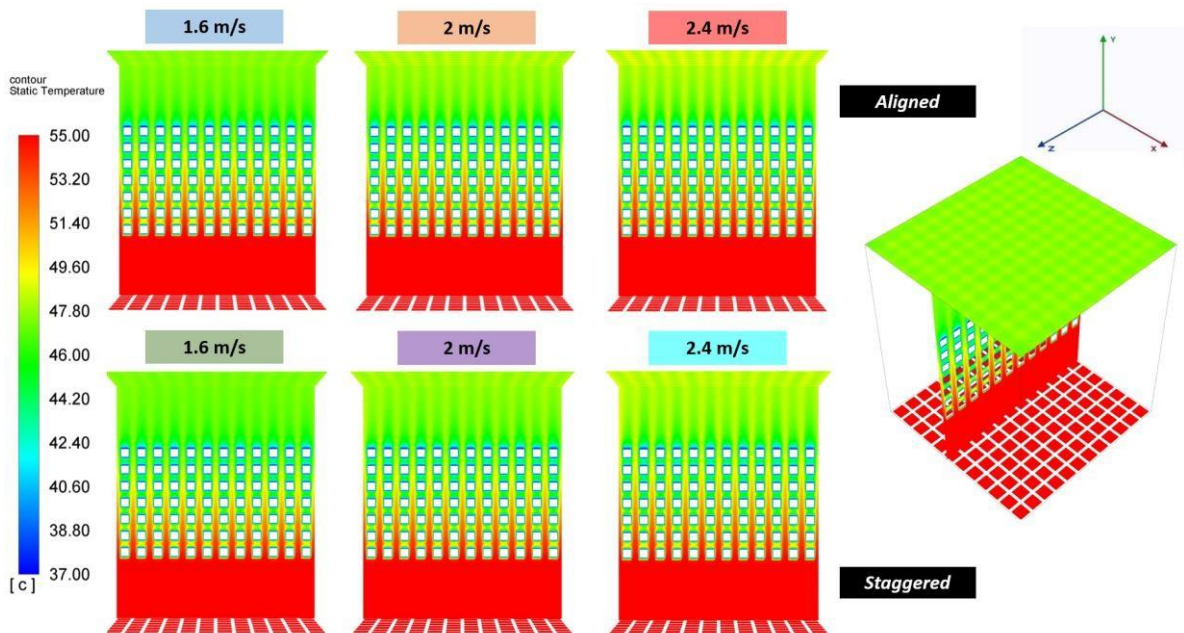 1.6 m/s
2 m/s
2.4 m/s
contour
Static Temperature
55.00
53.20
51.40
49.60
47.80
46.00
44.20
42.40
40.60
38.80
37.00
[ c ]
Aligned
Y
Z
X
1.6 m/s
2 m/s
2.4 m/s
Staggered